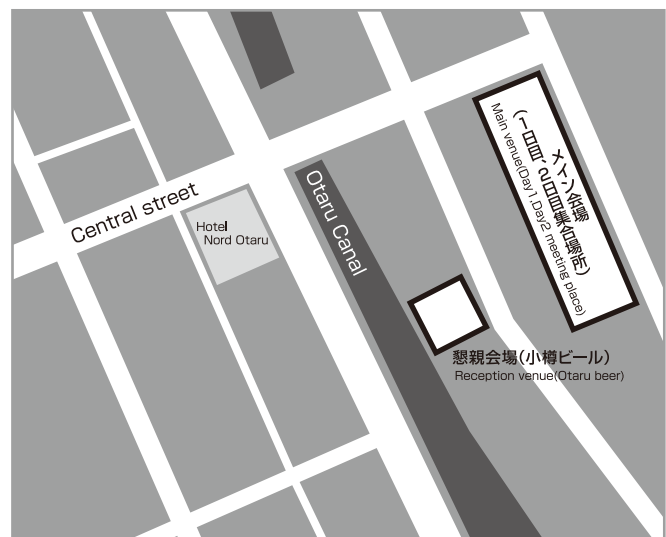 Central street
Hotel
Nord Otaru
Otaru Canal
メイン会場
(1日目、2日目集合場所)
Main venue(Day1.Day2 meeting place)
懇親会場(小樽ビール)
Reception venue(Otaru beer)